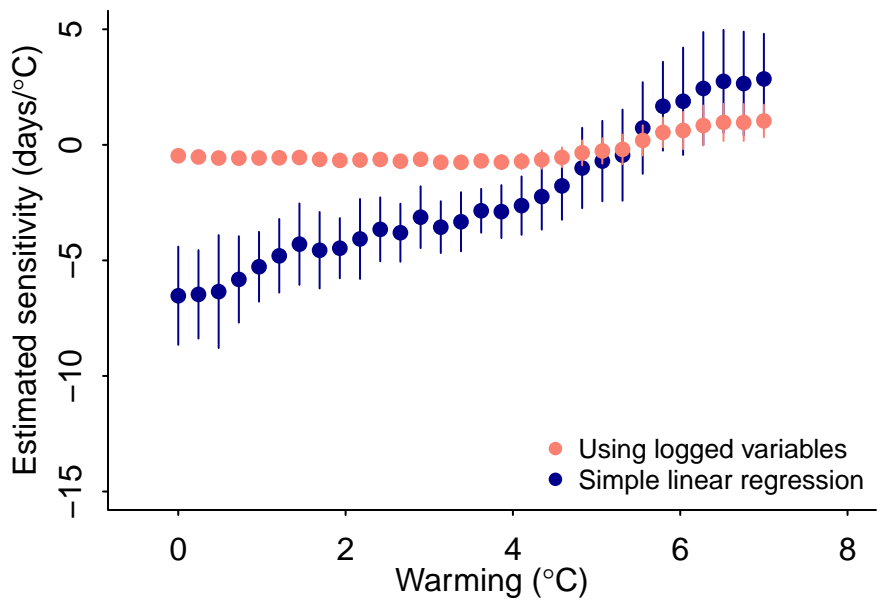 5
0
−5
−10
−15
Estimated sensitivity (days/°C)
Using logged variables
Simple linear regression
0 2 4 6 8
Warming (°C)